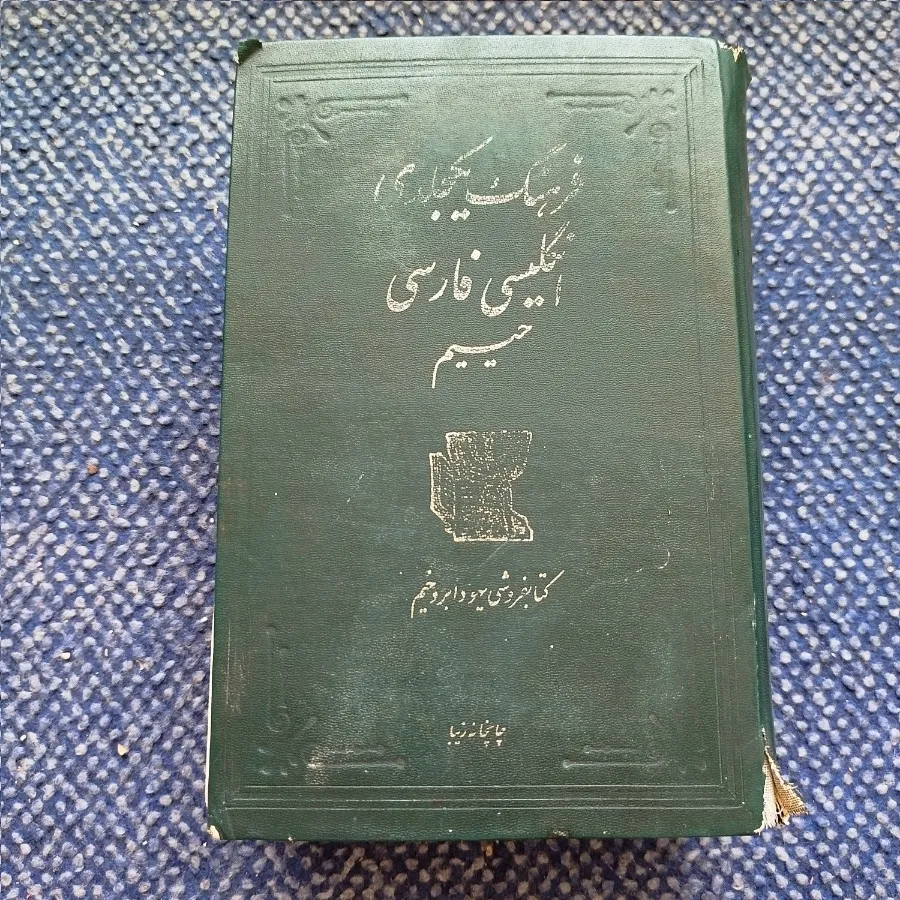 فرهنگ یکجلدی
انگلیسی فارسی
حییم
کتابفروشی یهودا بروخیم
چاپخانه زیبا